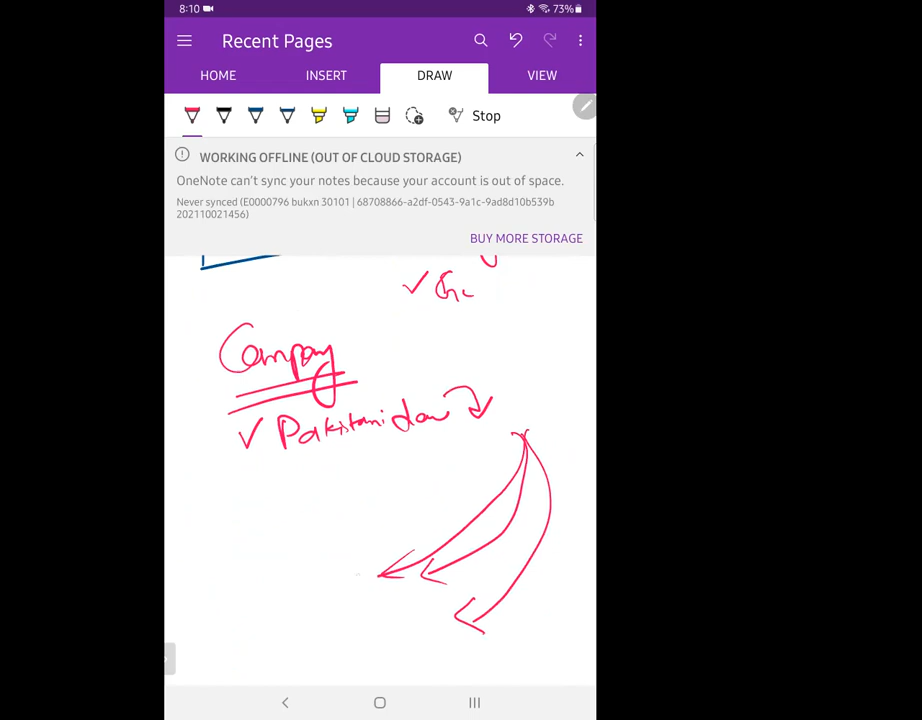 8:10 73%
Recent Pages
HOME INSERT DRAW VIEW
Stop
WORKING OFFLINE (OUT OF CLOUD STORAGE)
OneNote can't sync your notes because your account is out of space.
Never synced (E0000796 bukxn 30101 | 68708866-a2df-0543-9a1c-9ad8d10b539b
202110021456)
BUY MORE STORAGE
Company
✓ Pakistani law